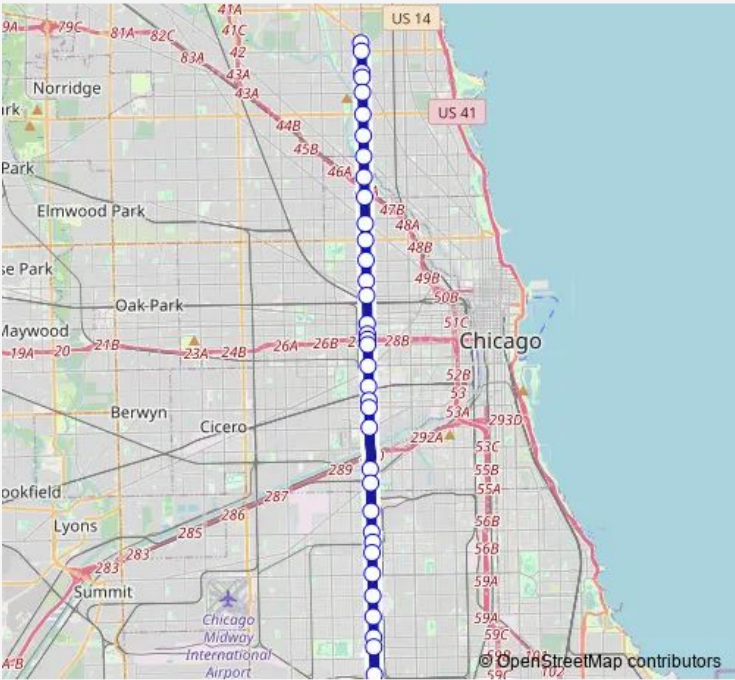 41A
US 14
9A
79C
81A
82C
41C
42
83A
43A
43A
Norridge
US 41
44B
45B
46A
Park
47B
48A
Elmwood Park
48B
se Park
49B
50B
Oak Park
51C
Maywood
19A
20
21B
23A
24B
26A
26B
28B
Chicago
52B
53
Berwyn
53A
293D
Cicero
292A
53C
289
55B
ookfield
287
55A
286
Lyons
285
56B
283
56B
283
59A
Summit
Chicago
Midway
International
Airport
59A
59C
A-B
© OpenStreetMap contributors
102
59C